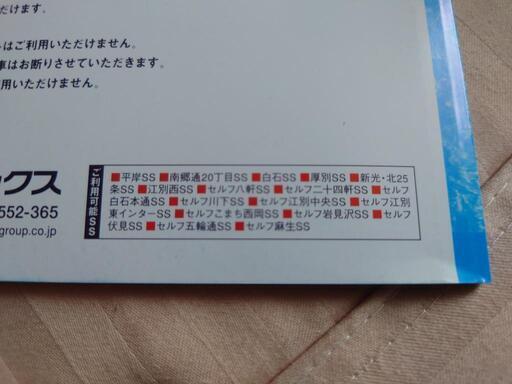 だけます。
はご利用いただけません。
車はお断りさせていただきます。
利用いただけません。
ックス
552-365
group.co.jp
ご利用可能SS
■平岸SS ■南郷通20丁目SS ■白石SS ■厚別SS ■新光・北25
条SS ■江別西SS ■セルフ八軒SS ■セルフ二十四軒SS ■セルフ
白石本通SS ■セルフ川下SS ■セルフ江別中央SS ■セルフ江別
東インターSS ■セルフこまち西岡SS ■セルフ岩見沢SS ■セルフ
伏見SS ■セルフ五輪通SS ■セルフ麻生SS